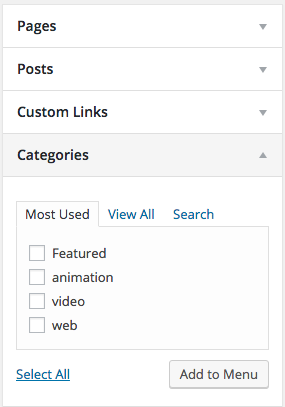 Pages
Posts
Custom Links
Categories
Most Used View All Search
Featured
animation
video
web
Select All Add to Menu